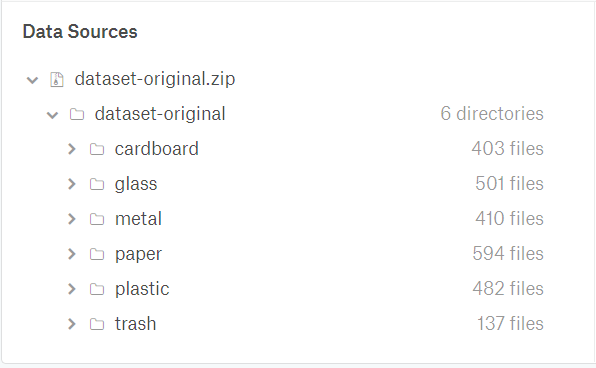 Data Sources
dataset-original.zip
dataset-original 6 directories
cardboard 403 files
glass 501 files
metal 410 files
paper 594 files
plastic 482 files
trash 137 files